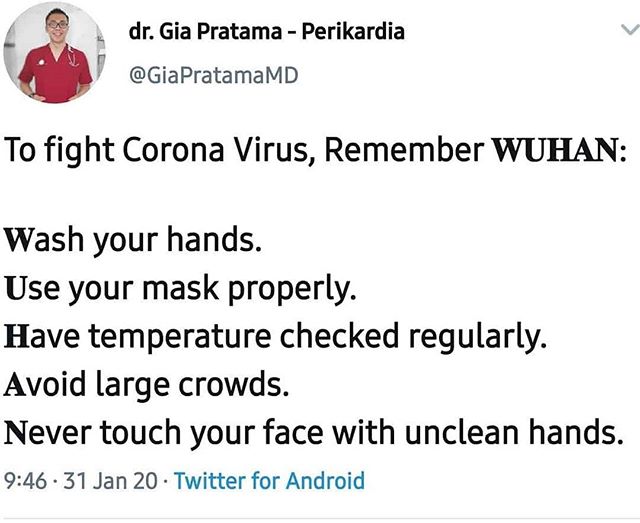 dr. Gia Pratama - Perikardia
@GiaPratamaMD
To fight Corona Virus, Remember WUHAN:
Wash your hands.
Use your mask properly.
Have temperature checked regularly.
Avoid large crowds.
Never touch your face with unclean hands.
9:46 · 31 Jan 20 · Twitter for Android